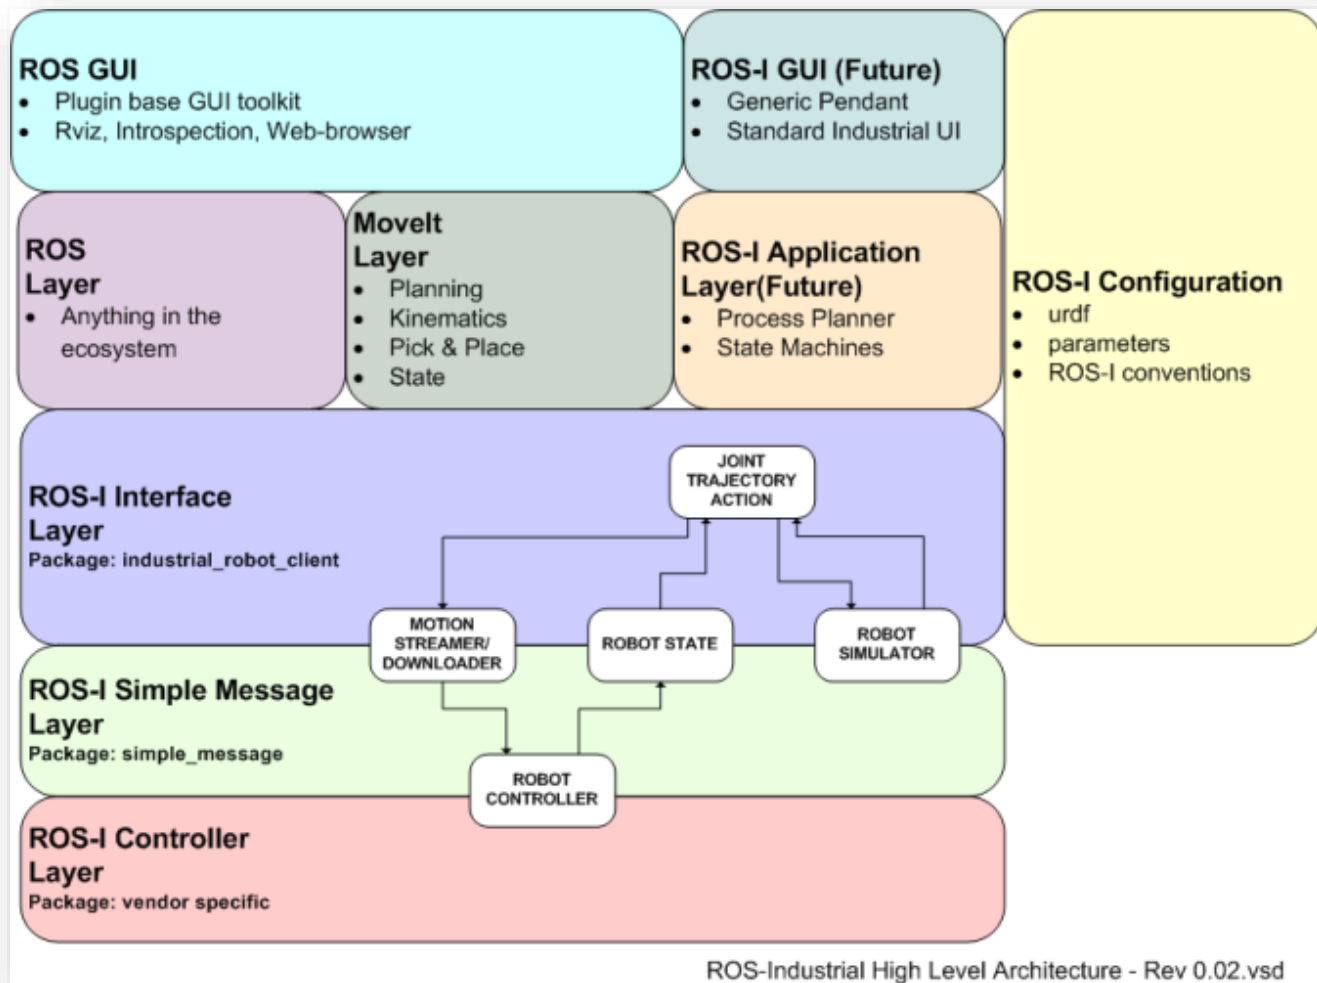 ROS GUI
• Plugin base GUI toolkit
• Rviz, Introspection, Web-browser
ROS-I GUI (Future)
• Generic Pendant
• Standard Industrial UI
ROS
Layer
• Anything in the
ecosystem
MoveIt
Layer
• Planning
• Kinematics
• Pick & Place
• State
ROS-I Application
Layer(Future)
• Process Planner
• State Machines
ROS-I Configuration
• urdf
• parameters
• ROS-I conventions
ROS-I Interface
Layer
Package: industrial_robot_client
JOINT
TRAJECTORY
ACTION
MOTION
STREAMER/
DOWNLOADER
ROBOT STATE
ROBOT
SIMULATOR
ROS-I Simple Message
Layer
Package: simple_message
ROBOT
CONTROLLER
ROS-I Controller
Layer
Package: vendor specific
ROS-Industrial High Level Architecture - Rev 0.02.vsd